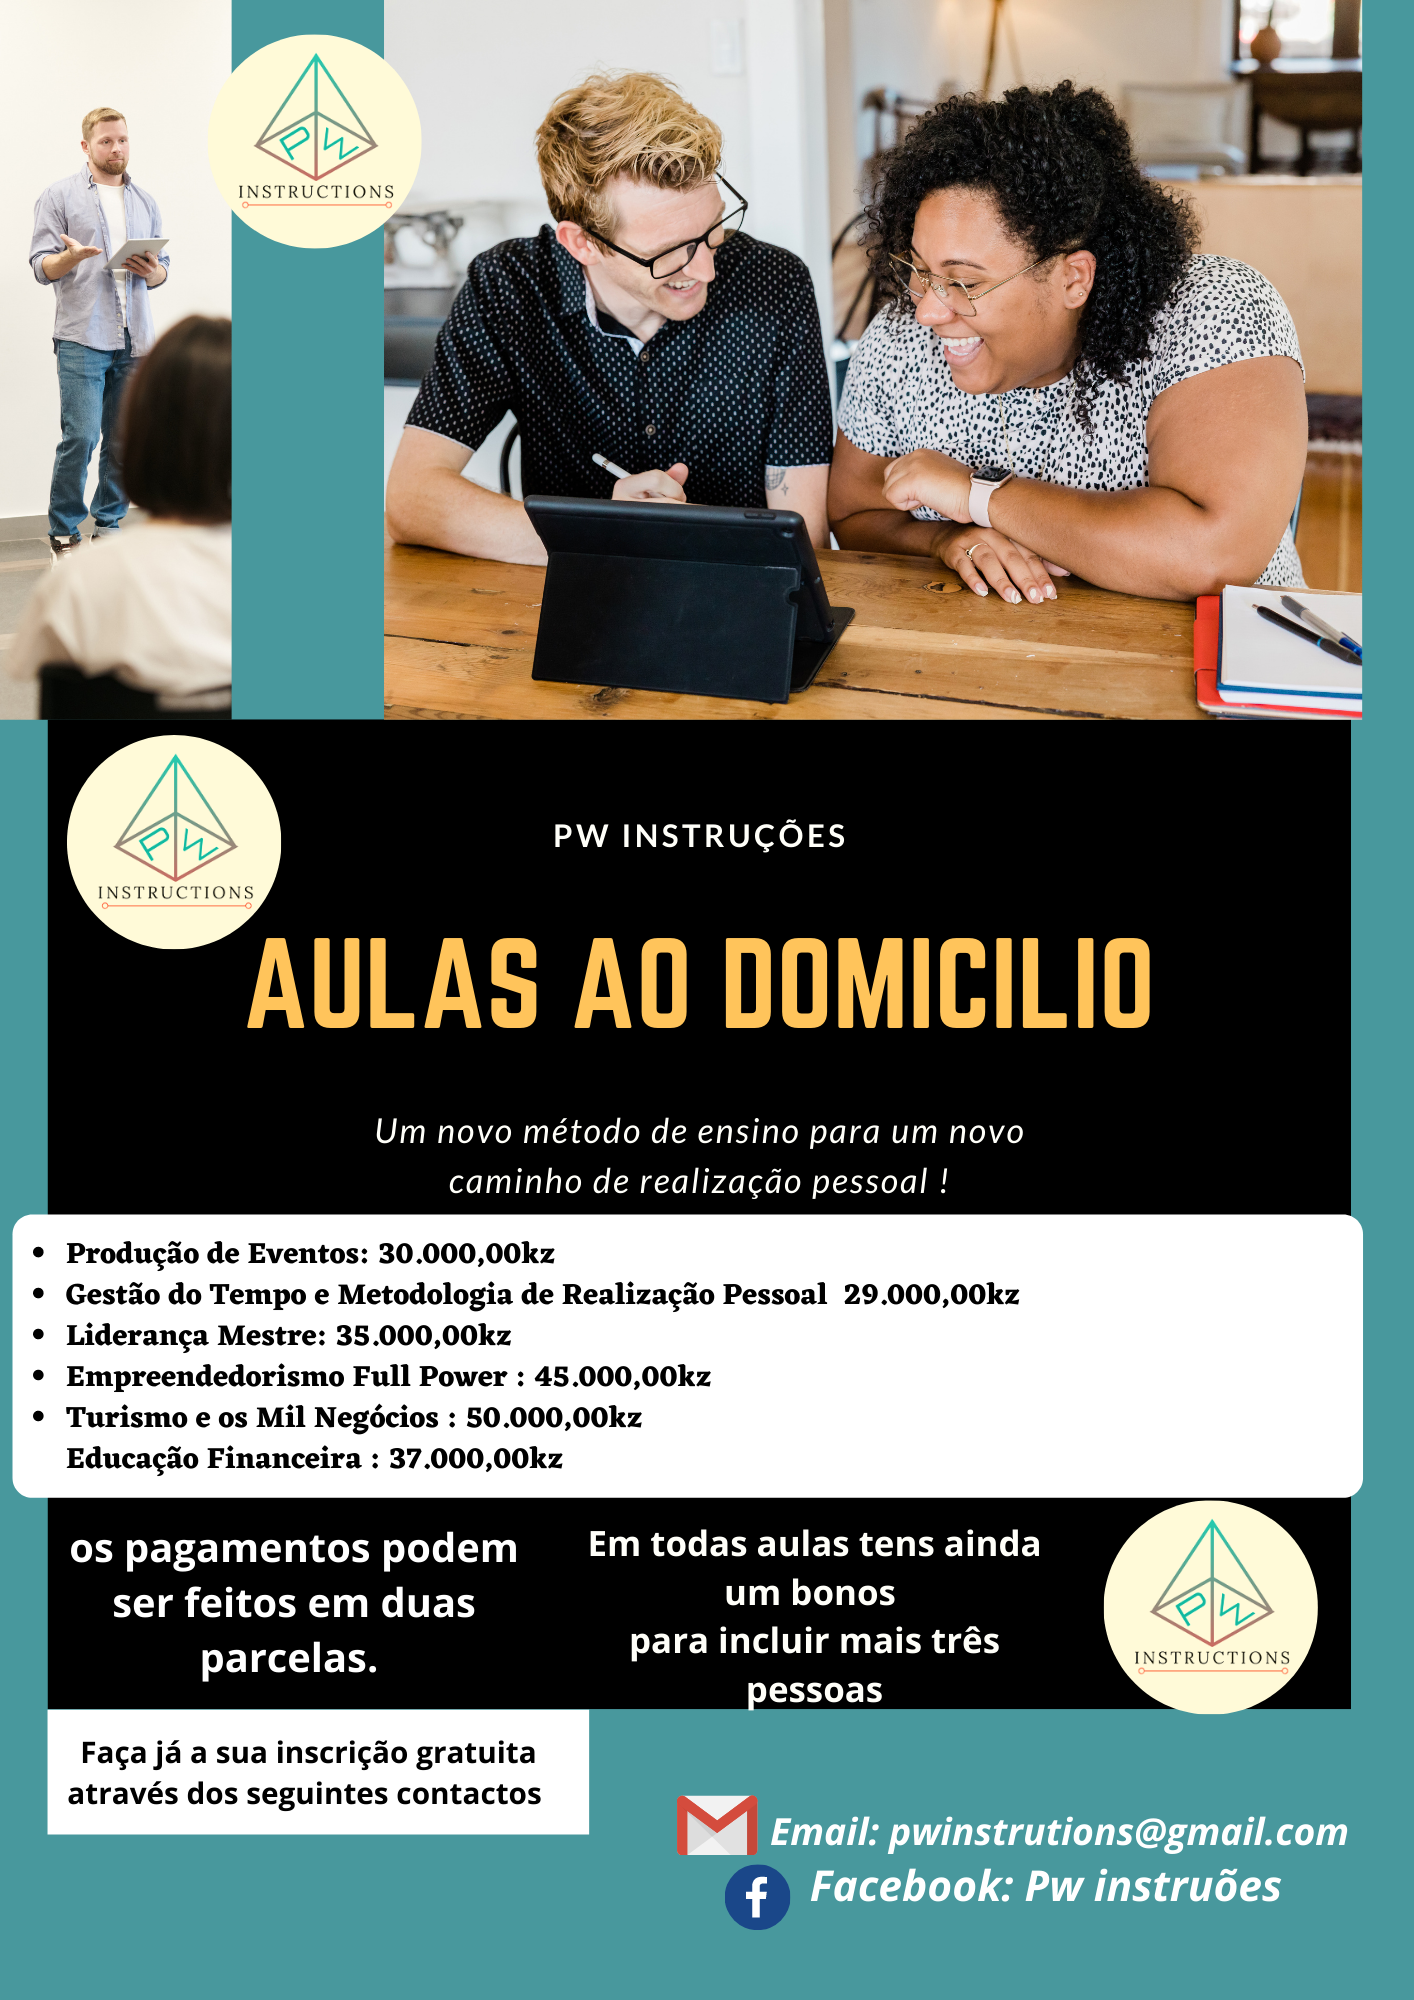 PW
INSTRUCTIONS
PW
INSTRUCTIONS
PW INSTRUÇÕES
AULAS AO DOMICILIO
Um novo método de ensino para um novo
caminho de realização pessoal !
• Produção de Eventos: 30.000,00kz
• Gestão do Tempo e Metodologia de Realização Pessoal 29.000,00kz
• Liderança Mestre: 35.000,00kz
• Empreendedorismo Full Power : 45.000,00kz
• Turismo e os Mil Negócios : 50.000,00kz
Educação Financeira : 37.000,00kz
os pagamentos podem
ser feitos em duas
parcelas.
Em todas aulas tens ainda
um bonos
para incluir mais três
pessoas
PW
INSTRUCTIONS
Faça já a sua inscrição gratuita
através dos seguintes contactos
Email: pwinstrutions@gmail.com
Facebook: Pw instruões